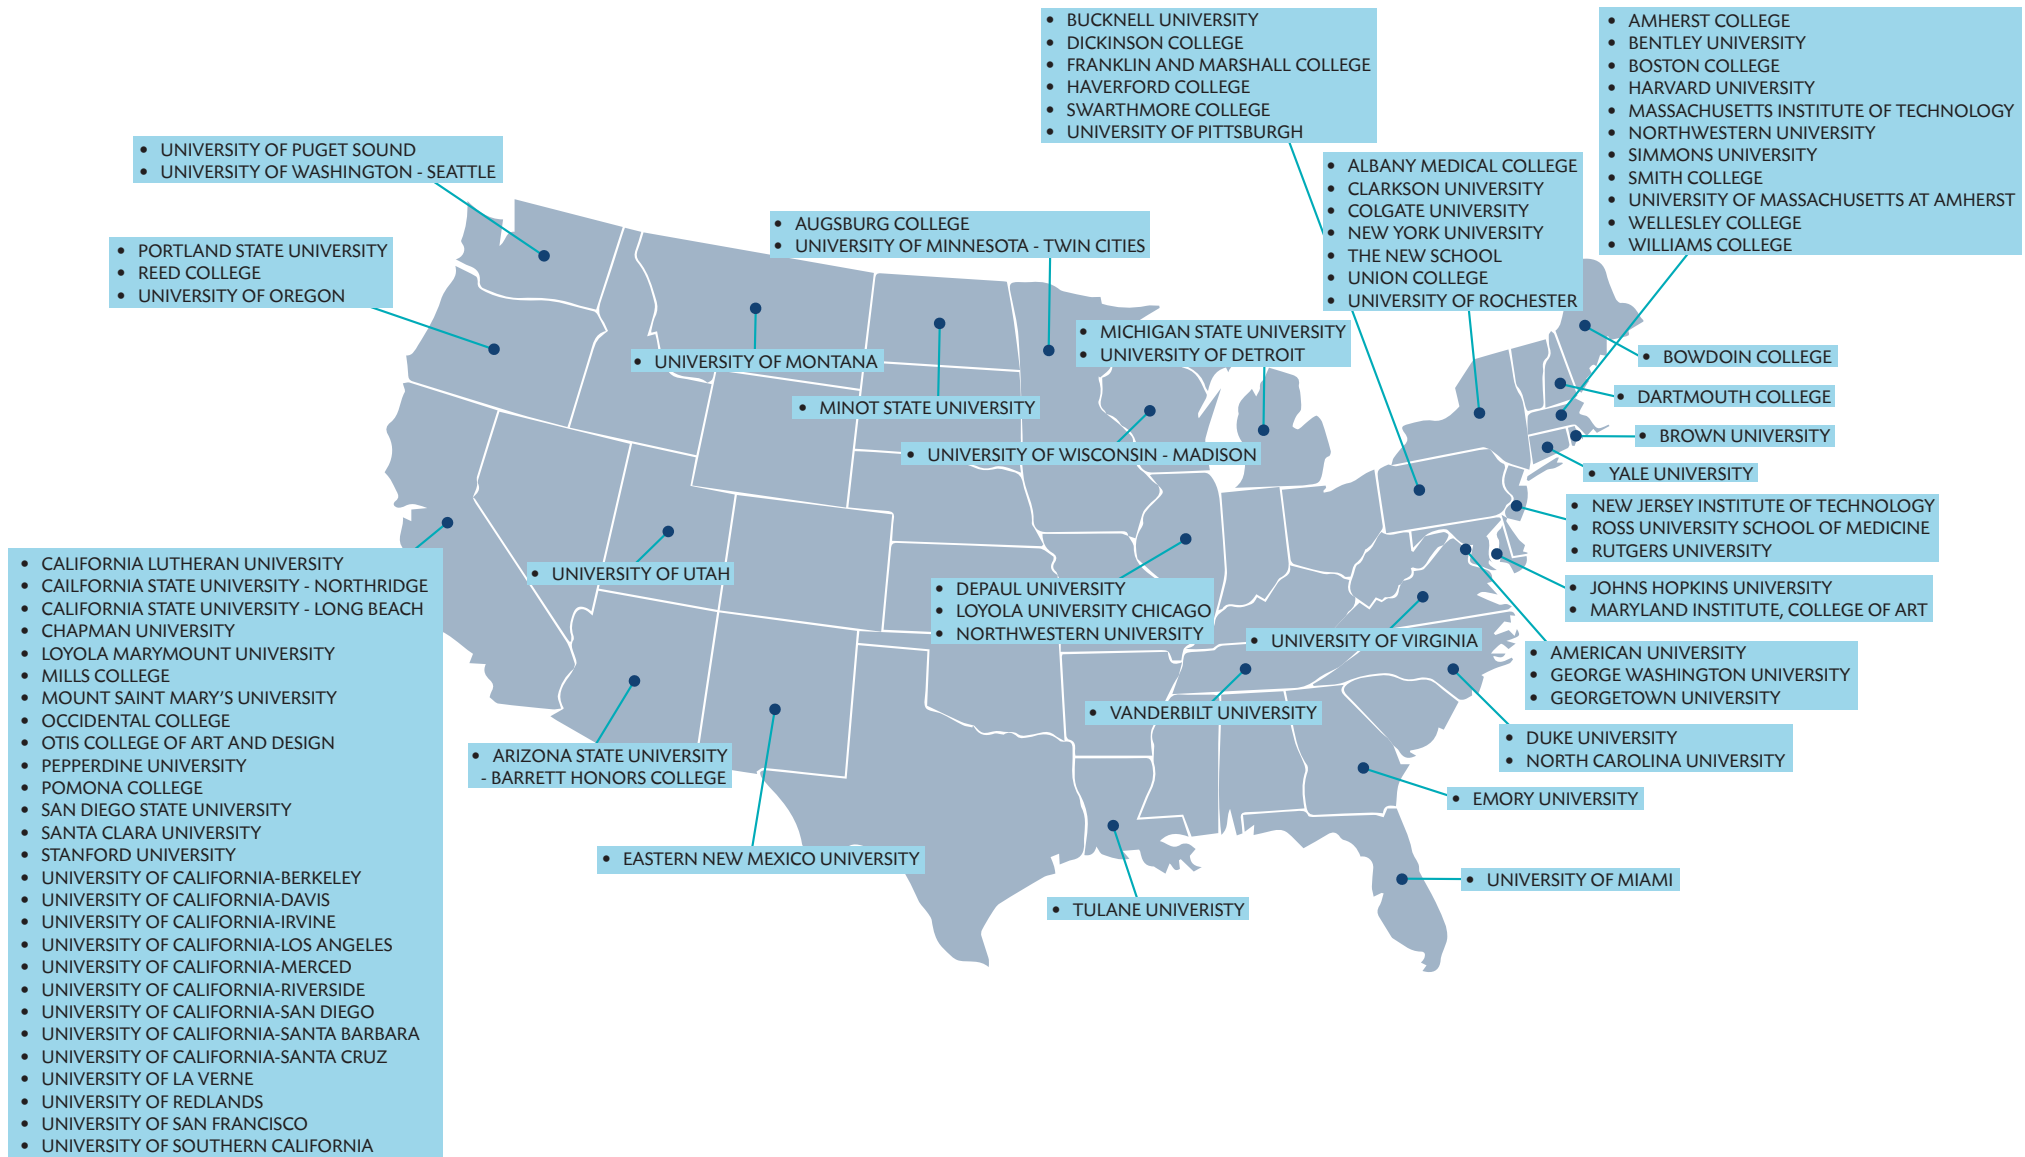 • BUCKNELL UNIVERSITY
• DICKINSON COLLEGE
• FRANKLIN AND MARSHALL COLLEGE
• HAVERFORD COLLEGE
• SWARTHMORE COLLEGE
• UNIVERSITY OF PITTSBURGH
• AMHERST COLLEGE
• BENTLEY UNIVERSITY
• BOSTON COLLEGE
• HARVARD UNIVERSITY
• MASSACHUSETTS INSTITUTE OF TECHNOLOGY
• NORTHWESTERN UNIVERSITY
• SIMMONS UNIVERSITY
• SMITH COLLEGE
• UNIVERSITY OF MASSACHUSETTS AT AMHERST
• WELLESLEY COLLEGE
• WILLIAMS COLLEGE
• UNIVERSITY OF PUGET SOUND
• UNIVERSITY OF WASHINGTON - SEATTLE
• ALBANY MEDICAL COLLEGE
• CLARKSON UNIVERSITY
• COLGATE UNIVERSITY
• NEW YORK UNIVERSITY
• THE NEW SCHOOL
• UNION COLLEGE
• UNIVERSITY OF ROCHESTER
• AUGSBURG COLLEGE
• UNIVERSITY OF MINNESOTA - TWIN CITIES
• PORTLAND STATE UNIVERSITY
• REED COLLEGE
• UNIVERSITY OF OREGON
• MICHIGAN STATE UNIVERSITY
• UNIVERSITY OF DETROIT
• UNIVERSITY OF MONTANA
• BOWDOIN COLLEGE
• DARTMOUTH COLLEGE
• MINOT STATE UNIVERSITY
• BROWN UNIVERSITY
• UNIVERSITY OF WISCONSIN - MADISON
• YALE UNIVERSITY
• NEW JERSEY INSTITUTE OF TECHNOLOGY
• ROSS UNIVERSITY SCHOOL OF MEDICINE
• RUTGERS UNIVERSITY
• UNIVERSITY OF UTAH
• DEPAUL UNIVERSITY
• LOYOLA UNIVERSITY CHICAGO
• NORTHWESTERN UNIVERSITY
• JOHNS HOPKINS UNIVERSITY
• MARYLAND INSTITUTE, COLLEGE OF ART
• UNIVERSITY OF VIRGINIA
• AMERICAN UNIVERSITY
• GEORGE WASHINGTON UNIVERSITY
• GEORGETOWN UNIVERSITY
• CALIFORNIA LUTHERAN UNIVERSITY
• CAILFORNIA STATE UNIVERSITY - NORTHRIDGE
• CALIFORNIA STATE UNIVERSITY - LONG BEACH
• CHAPMAN UNIVERSITY
• LOYOLA MARYMOUNT UNIVERSITY
• MILLS COLLEGE
• MOUNT SAINT MARY'S UNIVERSITY
• OCCIDENTAL COLLEGE
• OTIS COLLEGE OF ART AND DESIGN
• PEPPERDINE UNIVERSITY
• POMONA COLLEGE
• SAN DIEGO STATE UNIVERSITY
• SANTA CLARA UNIVERSITY
• STANFORD UNIVERSITY
• UNIVERSITY OF CALIFORNIA-BERKELEY
• UNIVERSITY OF CALIFORNIA-DAVIS
• UNIVERSITY OF CALIFORNIA-IRVINE
• UNIVERSITY OF CALIFORNIA-LOS ANGELES
• UNIVERSITY OF CALIFORNIA-MERCED
• UNIVERSITY OF CALIFORNIA-RIVERSIDE
• UNIVERSITY OF CALIFORNIA-SAN DIEGO
• UNIVERSITY OF CALIFORNIA-SANTA BARBARA
• UNIVERSITY OF CALIFORNIA-SANTA CRUZ
• UNIVERSITY OF LA VERNE
• UNIVERSITY OF REDLANDS
• UNIVERSITY OF SAN FRANCISCO
• UNIVERSITY OF SOUTHERN CALIFORNIA
• VANDERBILT UNIVERSITY
• DUKE UNIVERSITY
• NORTH CAROLINA UNIVERSITY
• ARIZONA STATE UNIVERSITY
- BARRETT HONORS COLLEGE
• EMORY UNIVERSITY
• EASTERN NEW MEXICO UNIVERSITY
• UNIVERSITY OF MIAMI
• TULANE UNIVERISTY